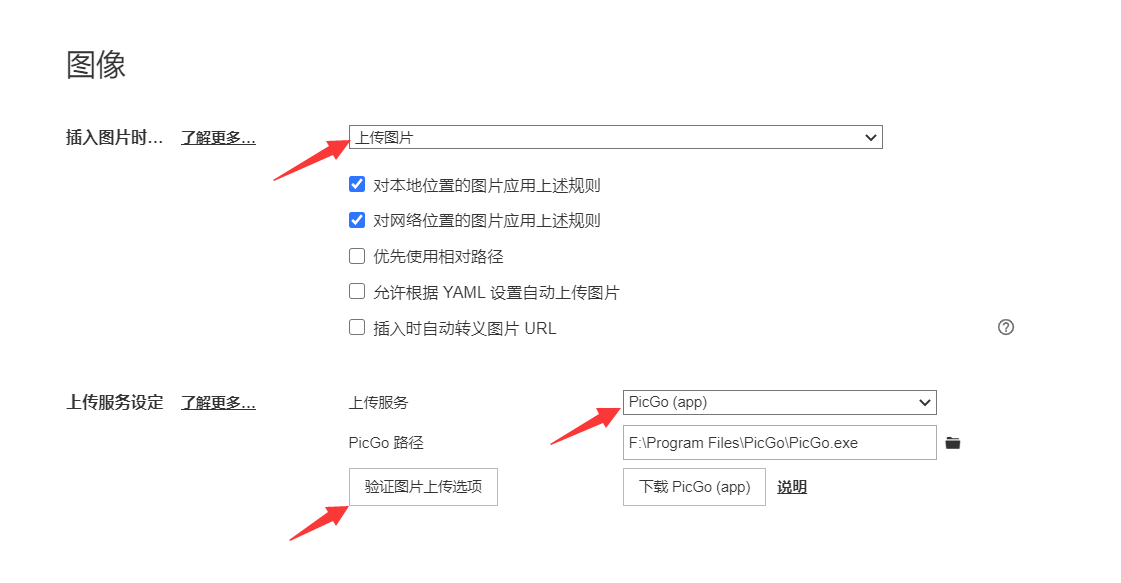 图像
插入图片时... 了解更多... 上传图片
对本地位置的图片应用上述规则
对网络位置的图片应用上述规则
优先使用相对路径
允许根据 YAML 设置自动上传图片
插入时自动转义图片 URL
上传服务设定 了解更多... 上传服务 PicGo (app)
PicGo 路径 F:\Program Files\PicGo\PicGo.exe
验证图片上传选项 下载 PicGo (app) 说明